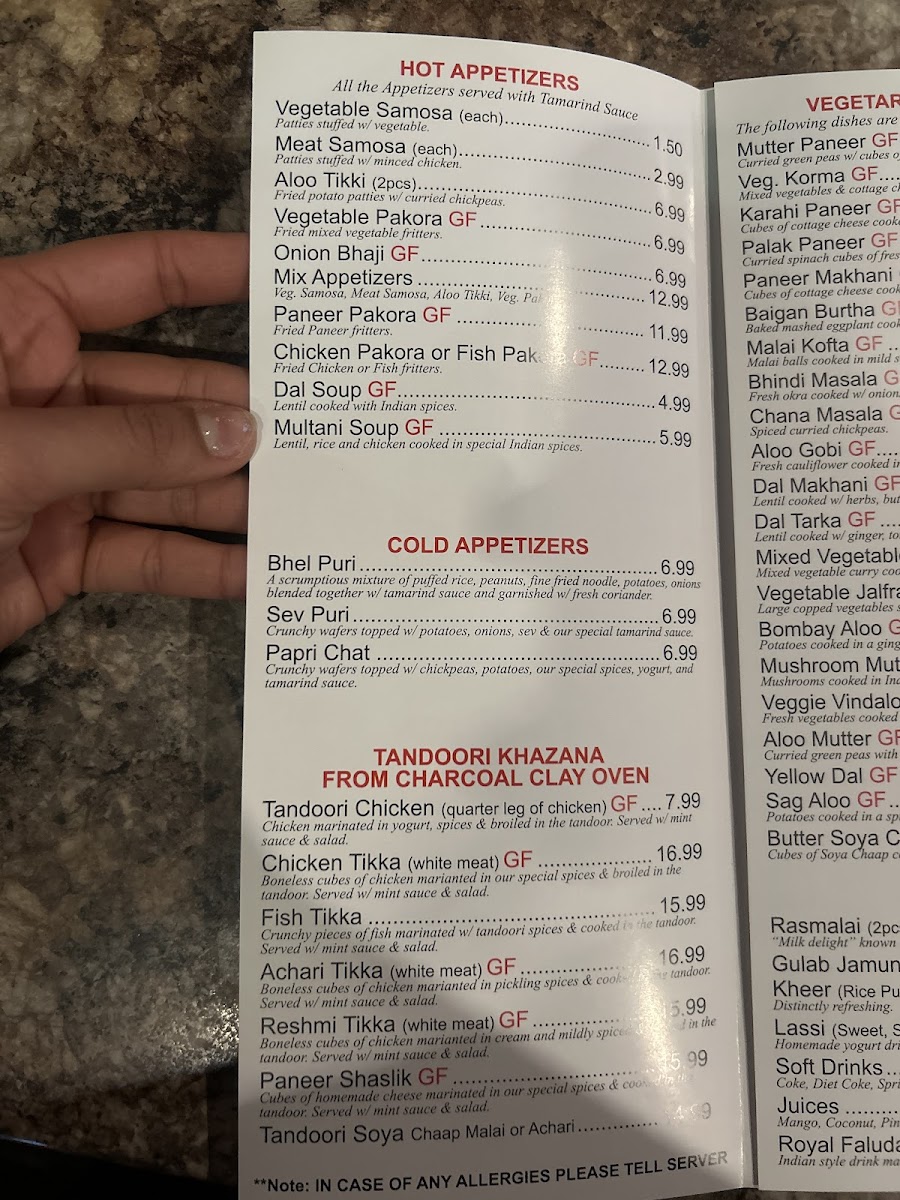 HOT APPETIZERS
All the Appetizers served with Tamarind Sauce
Vegetable Samosa (each)..............................1.50
Patties stuffed w/ vegetable.
Meat Samosa (each)....................................2.99
Patties stuffed w/ minced chicken.
Aloo Tikki (2pcs)..........................................6.99
Fried potato patties w/ curried chickpeas.
Vegetable Pakora GF ..............................6.99
Fried mixed vegetable fritters.
Onion Bhaji GF..........................................6.99
Mix Appetizers ..........................................12.99
Veg. Samosa, Meat Samosa, Aloo Tikki, Veg.
Paneer Pakora GF ..................................11.99
Fried Paneer fritters.
Chicken Pakora or Fish GF.........12.99
Fried Chicken or Fish fritters.
Dal Soup GF..............................................4.99
Lentil cooked with Indian spices.
Multani Soup GF ......................................5.99
Lentil, rice and chicken cooked in special Indian spices.
COLD APPETIZERS
Bhel Puri....................................................6.99
A scrumptious mixture of puffed rice, peanuts, fine fried noodle, potatoes, onions
blended together w/ tamarind sauce and garnished w/ fresh coriander.
Sev Puri.....................................................6.99
Crunchy wafers topped w/ potatoes, onions, sev & our special tamarind sauce.
Papri Chat .................................................6.99
Crunchy wafers topped w/ chickpeas, potatoes, our special spices, yogurt, and
tamarind sauce.
TANDOORI KHAZANA
FROM CHARCOAL CLAY OVEN
Tandoori Chicken (quarter leg of chicken) GF ....7.99
Chicken marinated in yogurt, spices & broiled in the tandoor. Served w/ mint
sauce & salad.
Chicken Tikka (white meat) GF ....................16.99
Boneless cubes of chicken marianted in our special spices & broiled in the
tandoor. Served w/ mint sauce & salad.
Fish Tikka ..................................................15.99
Crunchy pieces of fish marinated w/ tandoori spices & cooked in the tandoor.
Served w/ mint sauce & salad.
Achari Tikka (white meat) GF ......................16.99
Boneless cubes of chicken marianted in pickling spices & tandoor.
Served w/ mint sauce & salad.
Reshmi Tikka (white meat) GF ....................
Boneless cubes of chicken marianted in cream and mildly in the
tandoor. Served w/ mint sauce & salad.
Paneer Shaslik GF ....................................
Cubes of homemade cheese marinated in our special spices & the
tandoor. Served w/ mint sauce & salad.
Tandoori Soya Chaap Malai or Achari...............
**Note: IN CASE OF ANY ALLERGIES PLEASE TELL SERVER
The following dishes are
Mutter Paneer GF
Curried green peas w/ cubes
Veg. Korma GF....
Mixed vegetables & cottage
Karahi Paneer GF
Cubes of cottage cheese
Palak Paneer GF
Curried spinach cubes of
Paneer Makhani
Cubes of cottage cheese
Baigan Burtha
Baked mashed eggplant
Malai Kofta GF ..
Malai balls cooked in mild
Bhindi Masala
Fresh okra cooked w/
Chana Masala
Spiced curried chickpeas.
Aloo Gobi GF....
Fresh cauliflower cooked
Dal Makhani GF
Lentil cooked w/ herbs,
Dal Tarka GF ....
Lentil cooked w/ ginger,
Mixed
Mixed vegetable curry
Vegetable
Large copped vegetables
Bombay Aloo
Potatoes cooked in a
Mushroom
Mushrooms cooked in
Veggie
Fresh vegetables cooked
Aloo Mutter GF
Curried green peas with
Yellow Dal GF
Sag Aloo GF..
Potatoes cooked in a
Butter Soya
Cubes of Soya Chaap
Rasmalai
"Milk delight" known
Gulab
Kheer (Rice
Distinctly refreshing.
Lassi (Sweet,
Homemade yogurt
Soft Drinks...
Coke, Diet Coke,
Juices .........
Mango, Coconut,
Royal
Indian style drink